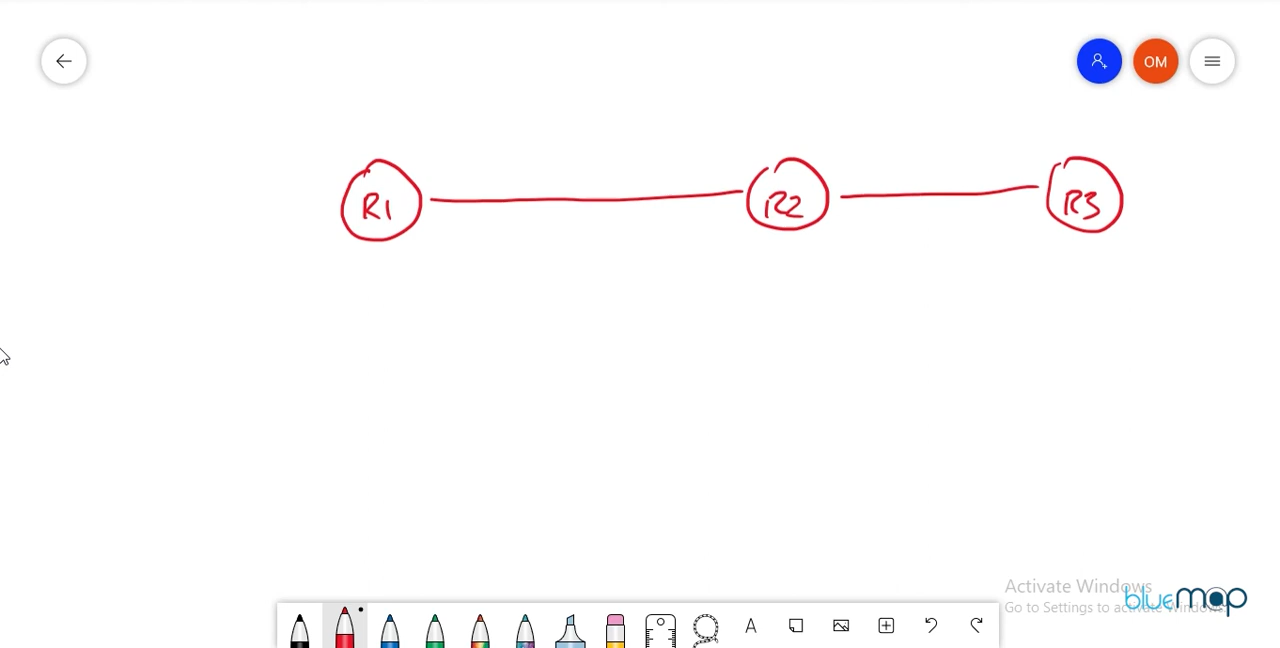 OM
R1 R2 R3
A
Activate Windows
Go to Settings to activate Windows.
bluemap